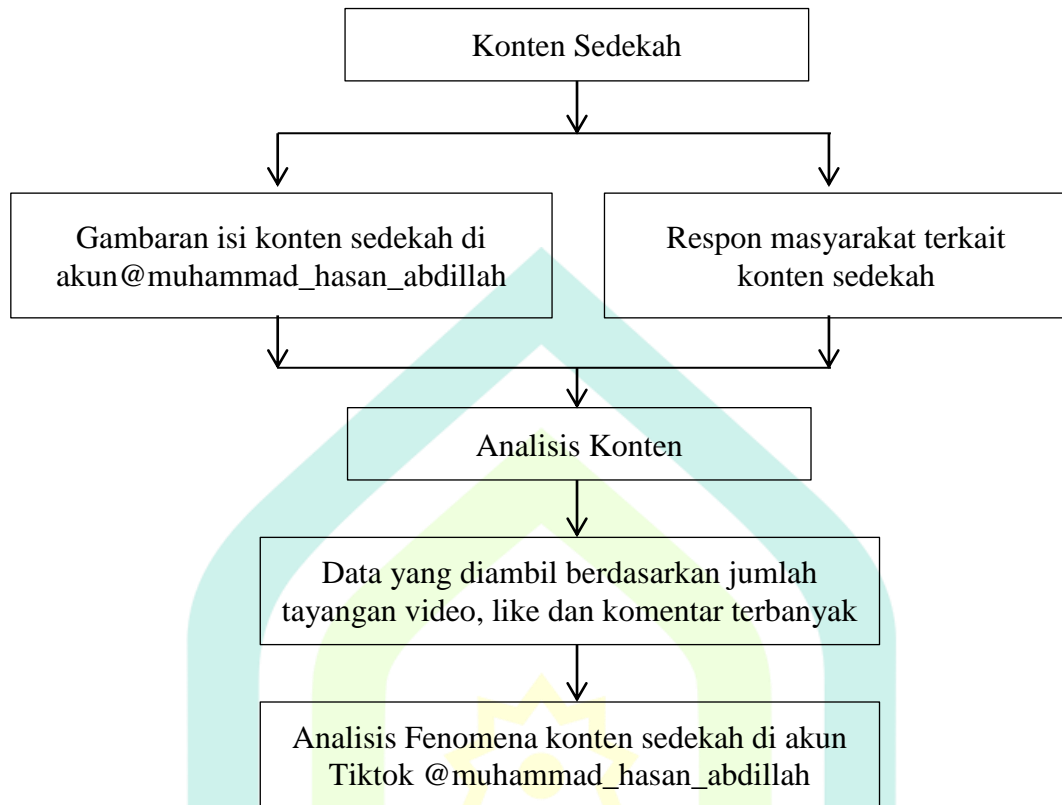 Konten Sedekah
Gambaran isi konten sedekah di
akun@muhammad_hasan_abdillah
Respon masyarakat terkait
konten sedekah
Analisis Konten
Data yang diambil berdasarkan jumlah
tayangan video, like dan komentar terbanyak
Analisis Fenomena konten sedekah di akun
Tiktok @muhammad_hasan_abdillah